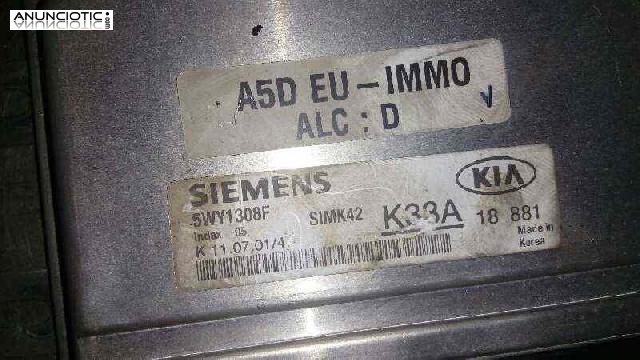 ANUNCIOTIC.COM
A5D EU-IMMO
ALC : D
V
SIEMENS
KIA
5WY1308F SIMK42 K33A 18 881
Index 05
Made in
K 11.07.01/4
Korea